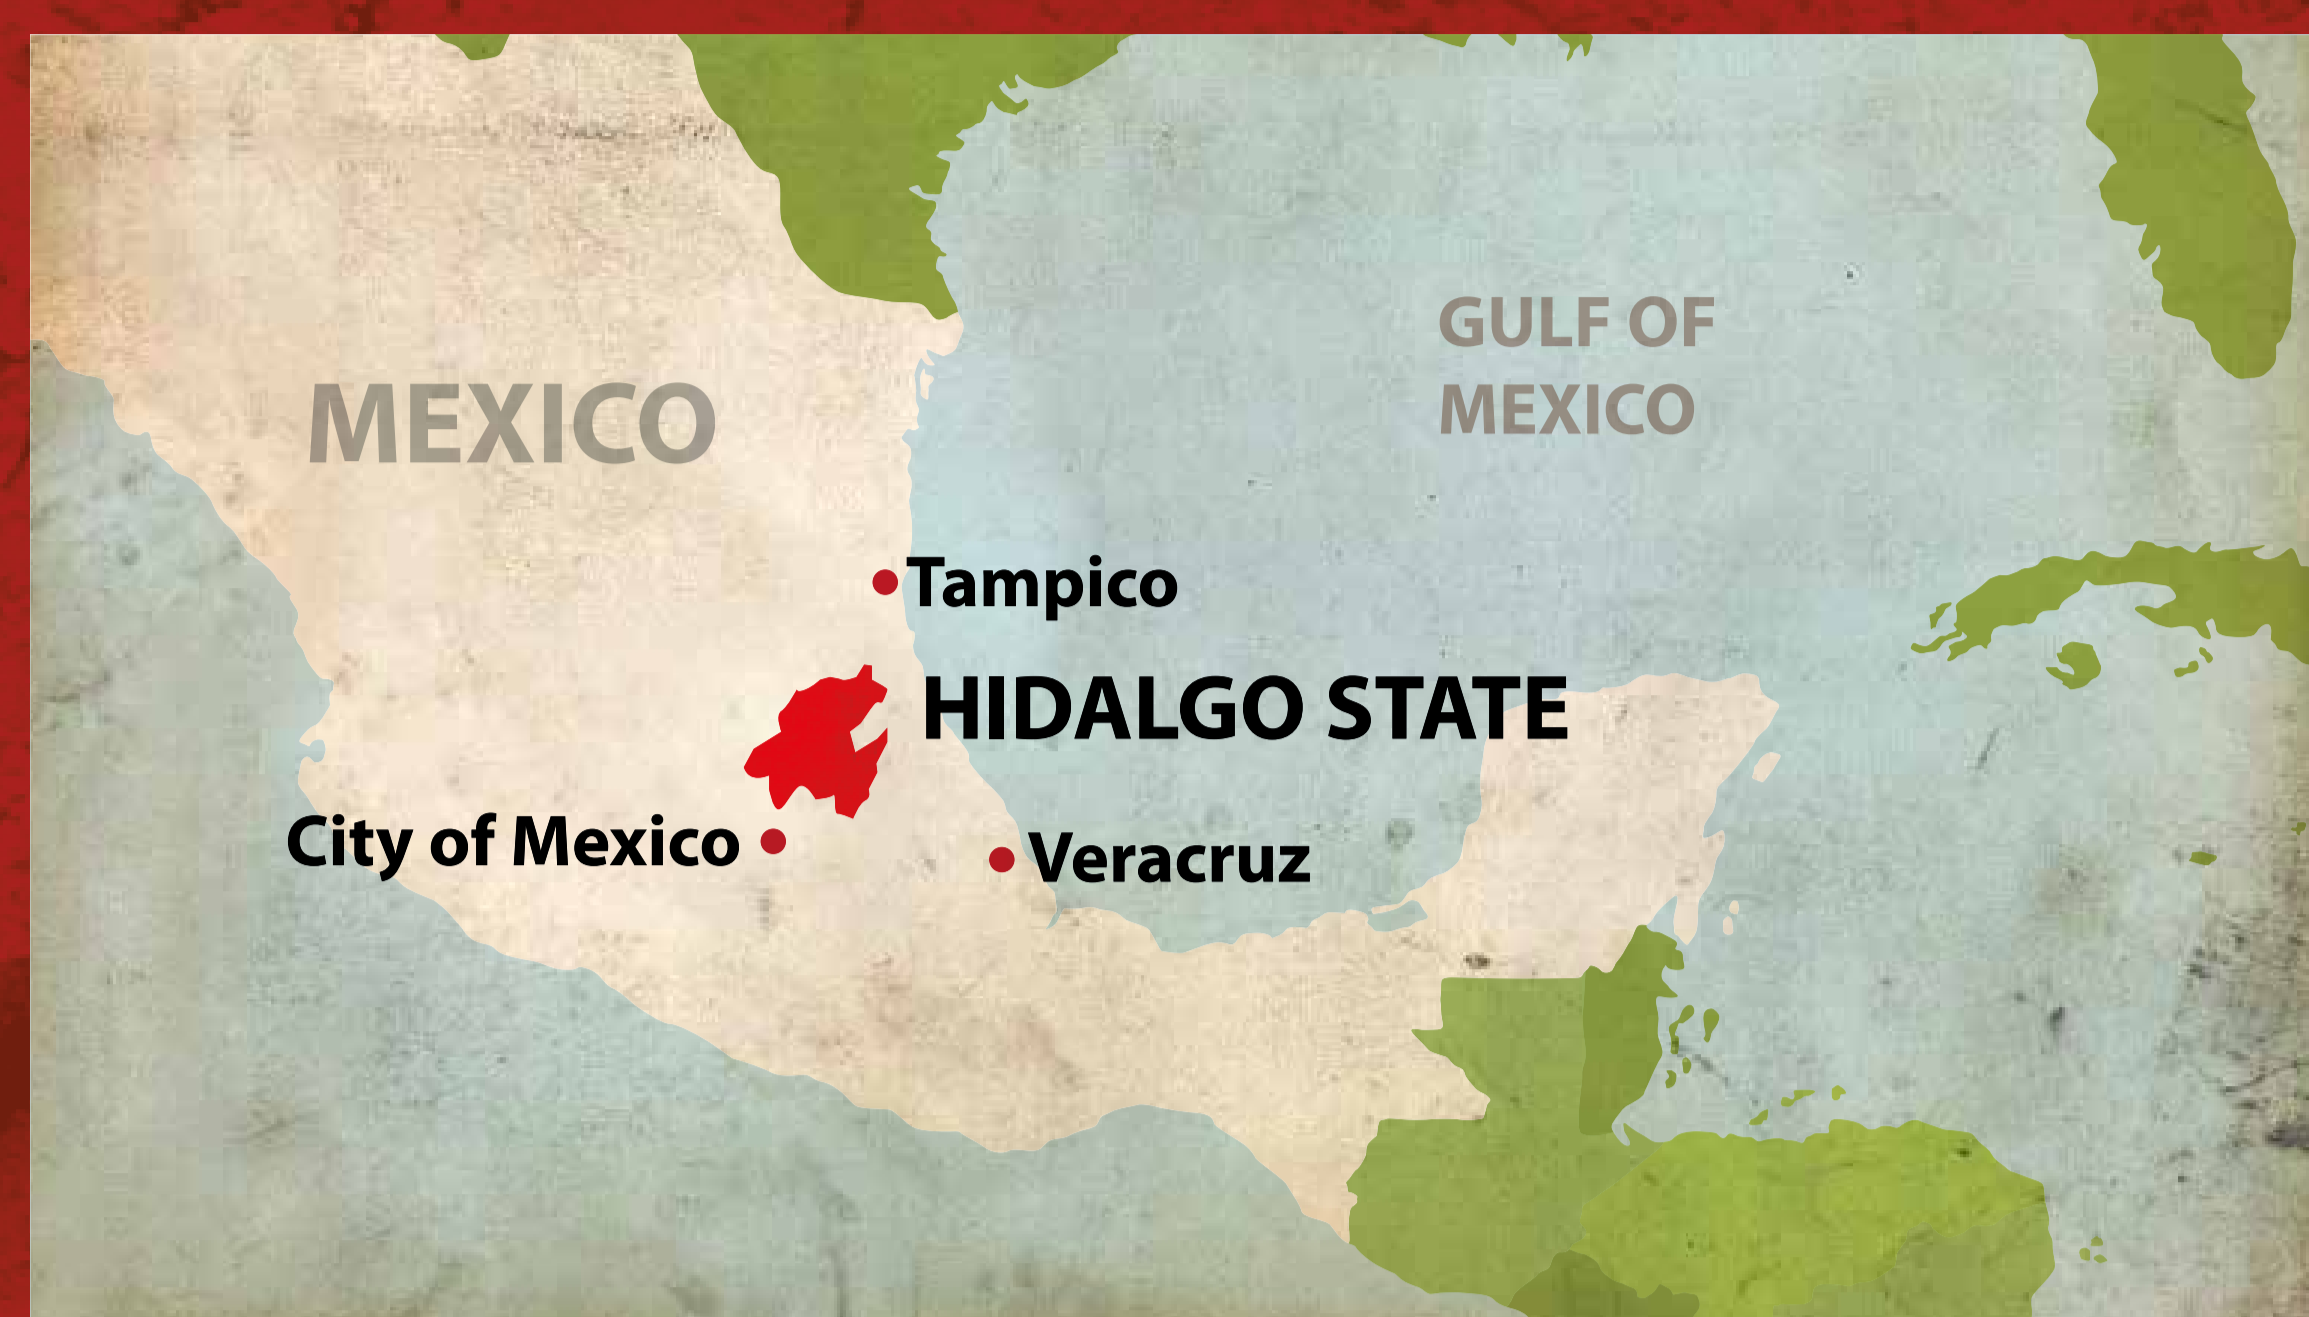 GULF OF
MEXICO
MEXICO
Tampico
HIDALGO STATE
City of Mexico
Veracruz